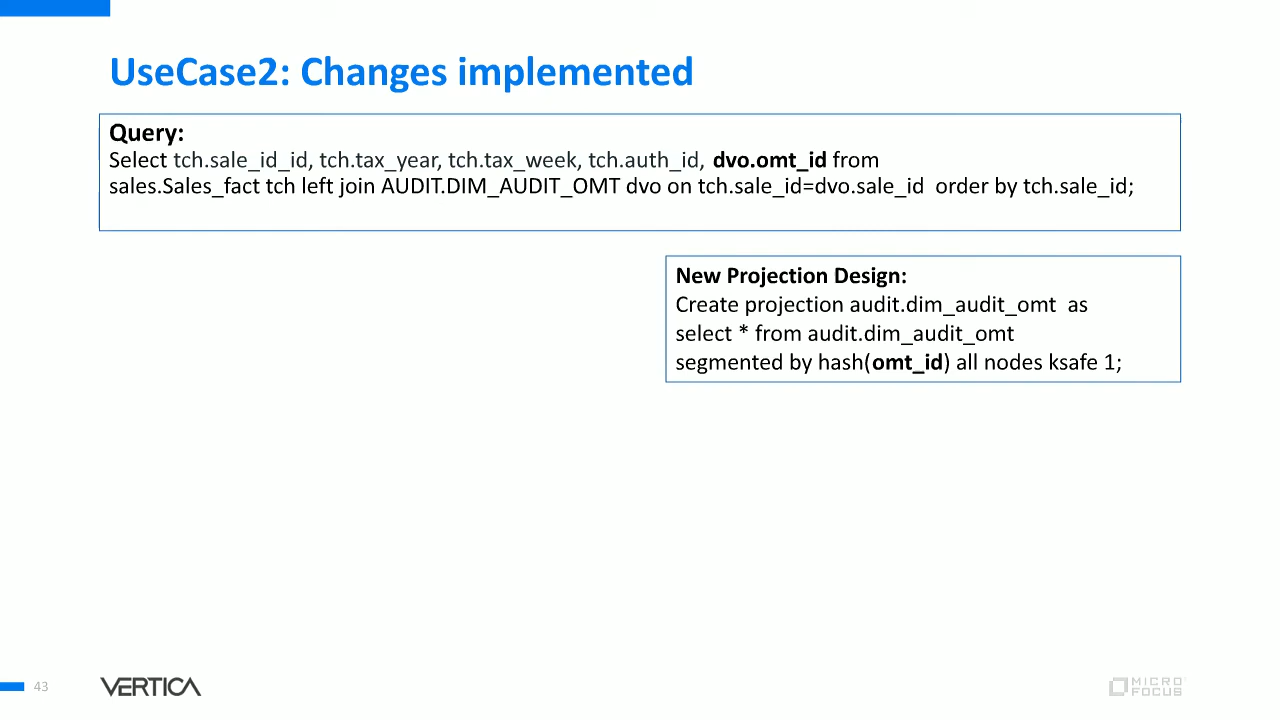 UseCase2: Changes implemented
Query:
Select tch.sale_id_id, tch.tax_year, tch.tax_week, tch.auth_id, dvo.omt_id from
sales.Sales_fact tch left join AUDIT.DIM_AUDIT_OMT dvo on tch.sale_id=dvo.sale_id order by tch.sale_id;
New Projection Design:
Create projection audit.dim_audit_omt as
select * from audit.dim_audit_omt
segmented by hash(omt_id) all nodes ksafe 1;
43
VERTICA
MICRO
FOCUS